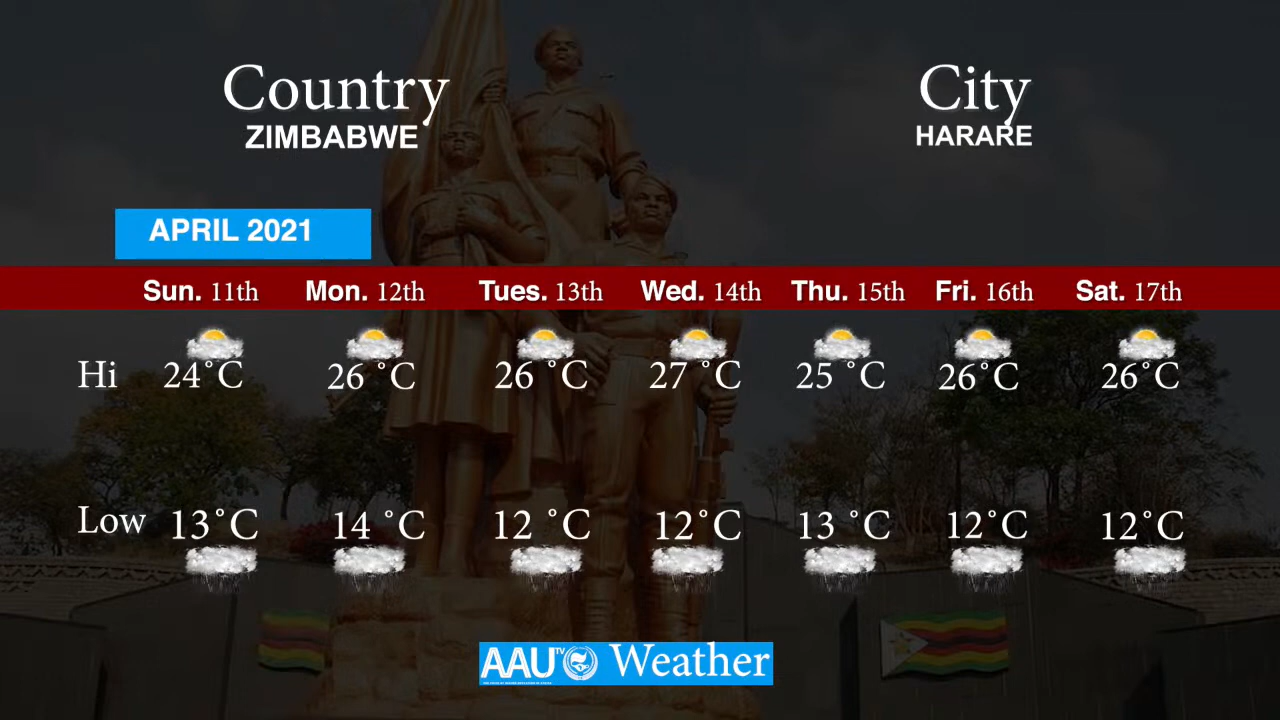 Country
ZIMBABWE
City
HARARE
APRIL 2021
Sun. 11th Mon. 12th Tues. 13th Wed. 14th Thu. 15th Fri. 16th Sat. 17th
Hi 24°C 26 °C 26 °C 27 °C 25 °C 26°C 26°C
Low 13°C 14 °C 12 °C 12°C 13 °C 12°C 12°C
AAU TV Weather